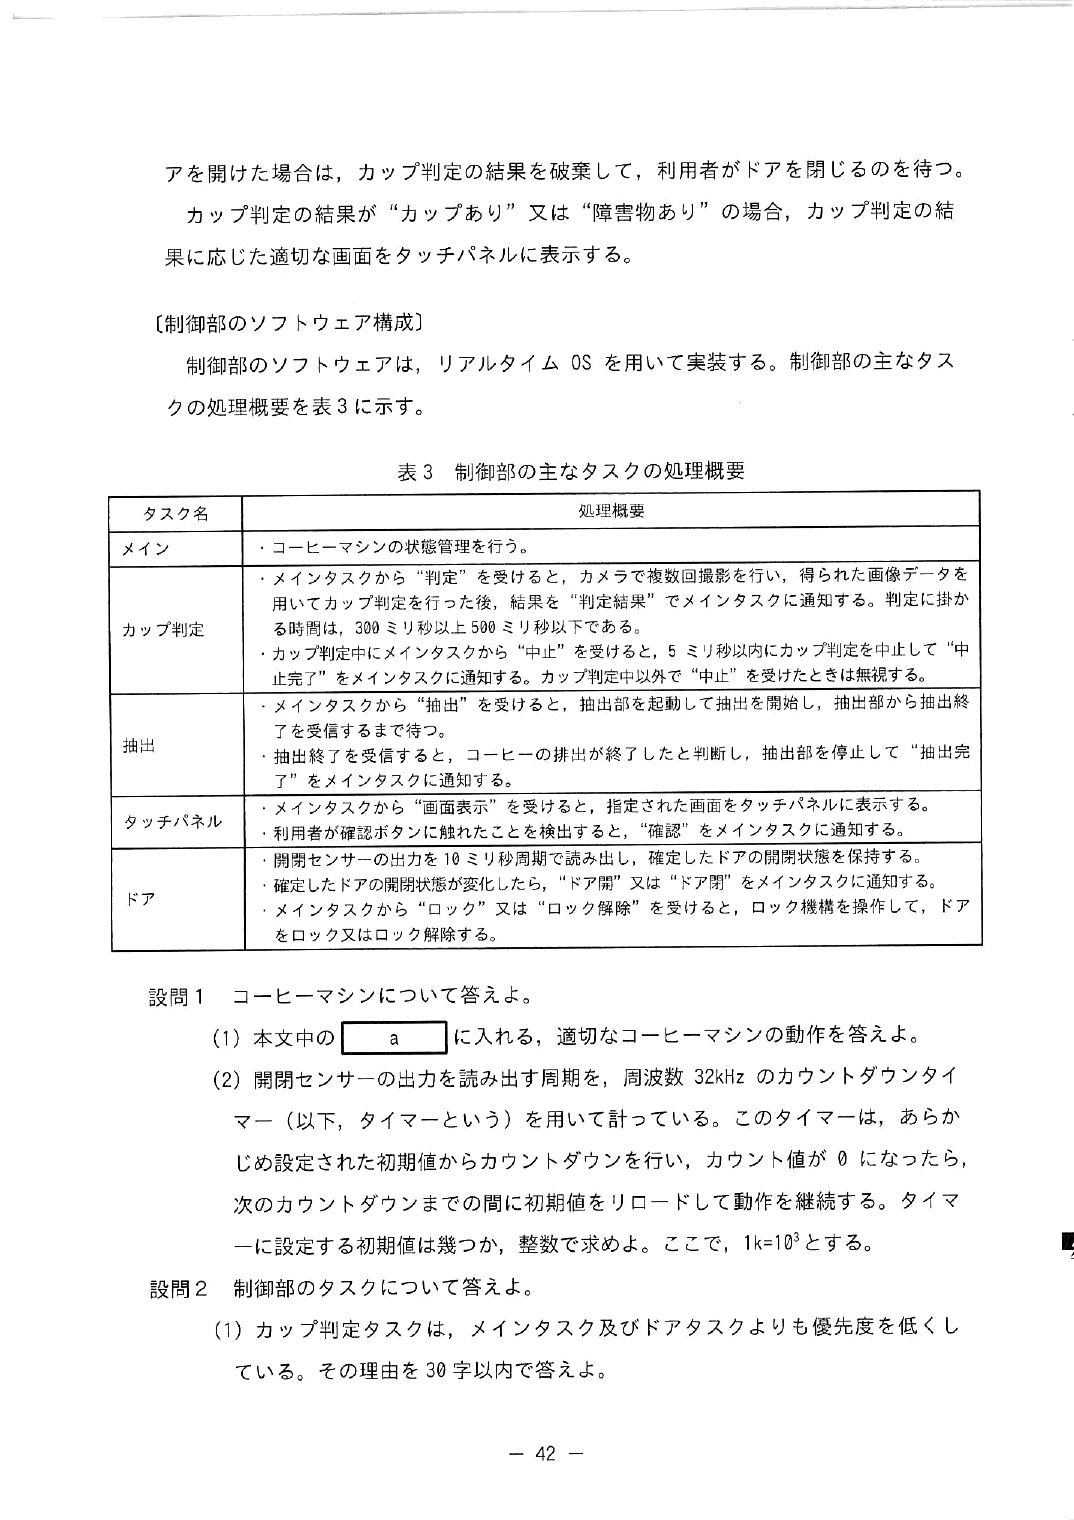 アを開けた場合は，カップ判定の結果を破棄して，利用者がドアを閉じるのを待つ。
カップ判定の結果が“カップあり”又は“障害物あり”の場合，カップ判定の結
果に応じた適切な画面をタッチパネルに表示する。
〔制御部のソフトウェア構成〕
制御部のソフトウェアは，リアルタイム OS を用いて実装する。制御部の主なタス
クの処理概要を表3に示す。
表3 制御部の主なタスクの処理概要
タスク名 処理概要
メイン ・コーヒーマシンの状態管理を行う。
カップ判定
・メインタスクから“判定”を受けると，カメラで複数回撮影を行い，得られた画像データを
用いてカップ判定を行った後，結果を“判定結果”でメインタスクに通知する。判定に掛か
る時間は，300 ミリ秒以上 500 ミリ秒以下である。
・カップ判定中にメインタスクから“中止”を受けると，5 ミリ秒以内にカップ判定を中止して“中
止完了”をメインタスクに通知する。カップ判定中以外で“中止”を受けたときは無視する。
抽出
・メインタスクから“抽出”を受けると，抽出部を起動して抽出を開始し，抽出部から抽出終
了を受信するまで待つ。
・抽出終了を受信すると，コーヒーの排出が終了したと判断し，抽出部を停止して“抽出完
了”をメインタスクに通知する。
タッチパネル
・メインタスクから“画面表示”を受けると，指定された画面をタッチパネルに表示する。
・利用者が確認ボタンに触れたことを検出すると，“確認”をメインタスクに通知する。
ドア
・開閉センサーの出力を 10 ミリ秒周期で読み出し，確定したドアの開閉状態を保持する。
・確定したドアの開閉状態が変化したら，“ドア開”又は“ドア閉”をメインタスクに通知する。
・メインタスクから“ロック”又は“ロック解除”を受けると，ロック機構を操作して，ドア
をロック又はロック解除する。
設問1 コーヒーマシンについて答えよ。
(1) 本文中の a に入れる，適切なコーヒーマシンの動作を答えよ。
(2) 開閉センサーの出力を読み出す周期を，周波数 32kHz のカウントダウンタイ
マー（以下，タイマーという）を用いて計っている。このタイマーは，あらか
じめ設定された初期値からカウントダウンを行い，カウント値が 0 になったら，
次のカウントダウンまでの間に初期値をリロードして動作を継続する。タイマ
ーに設定する初期値は幾つか，整数で求めよ。ここで，1k=10³とする。
設問2 制御部のタスクについて答えよ。
(1) カップ判定タスクは，メインタスク及びドアタスクよりも優先度を低くし
ている。その理由を 30 字以内で答えよ。
― 42 ―